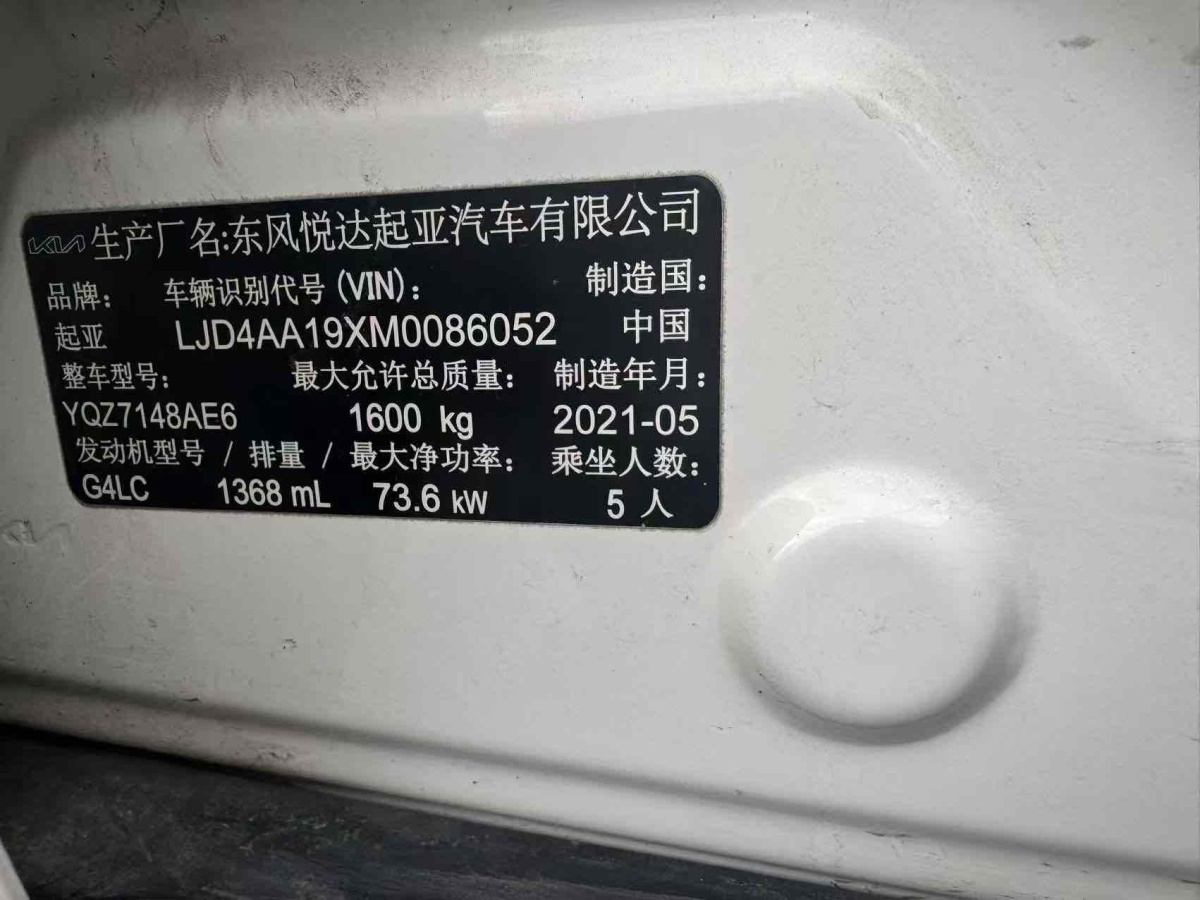 KIA 生产厂名:东风悦达起亚汽车有限公司
品牌: 车辆识别代号 (VIN): 制造国:
起亚 LJD4AA19XM0086052 中国
整车型号: 最大允许总质量: 制造年月:
YQZ7148AE6 1600 kg 2021-05
发动机型号 / 排量 / 最大净功率: 乘坐人数:
G4LC 1368 mL 73.6 kW 5 人